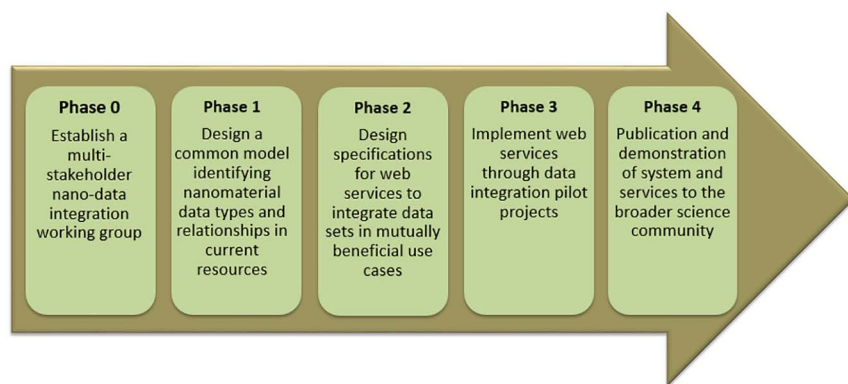 Phase 0
Establish a
multi-
stakeholder
nano-data
integration
working group
Phase 1
Design a
common model
identifying
nanomaterial
data types and
relationships in
current
resources
Phase 2
Design
specifications
for web
services to
integrate data
sets in mutually
beneficial use
cases
Phase 3
Implement web
services
through data
integration pilot
projects
Phase 4
Publication and
demonstration
of system and
services to the
broader science
community